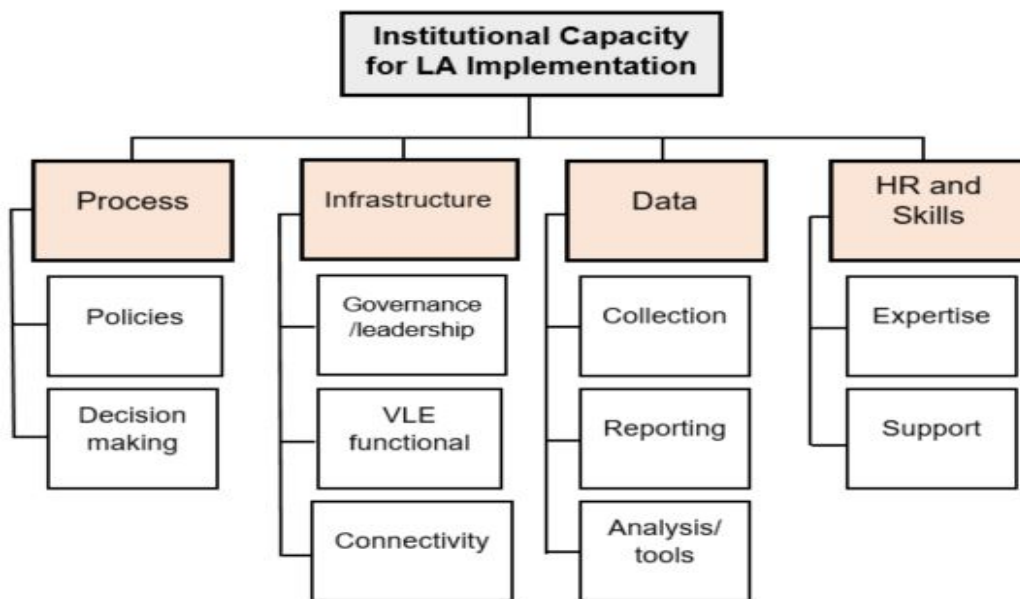 Institutional Capacity
for LA Implementation
Process
Infrastructure
Data
HR and
Skills
Policies
Governance
/leadership
Collection
Expertise
Decision
making
VLE
functional
Reporting
Support
Connectivity
Analysis/
tools